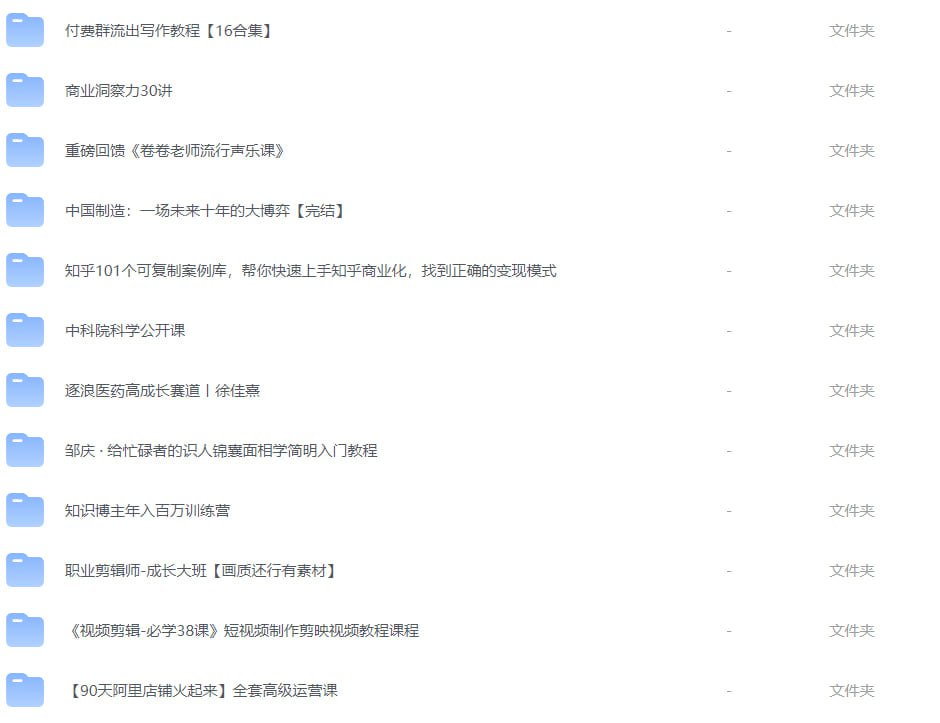 付费群流出写作教程【16合集】 - 文件夹
商业洞察力30讲 - 文件夹
重磅回馈《卷卷老师流行声乐课》 - 文件夹
中国制造：一场未来十年的大博弈【完结】 - 文件夹
知乎101个可复制案例库，帮你快速上手知乎商业化，找到正确的变现模式 - 文件夹
中科院科学公开课 - 文件夹
逐浪医药高成长赛道丨徐佳熹 - 文件夹
邹庆 · 给忙碌者的识人锦囊面相学简明入门教程 - 文件夹
知识博主年入百万训练营 - 文件夹
职业剪辑师-成长大班【画质还行有素材】 - 文件夹
《视频剪辑-必学38课》短视频制作剪映视频教程课程 - 文件夹
【90天阿里店铺火起来】全套高级运营课 - 文件夹